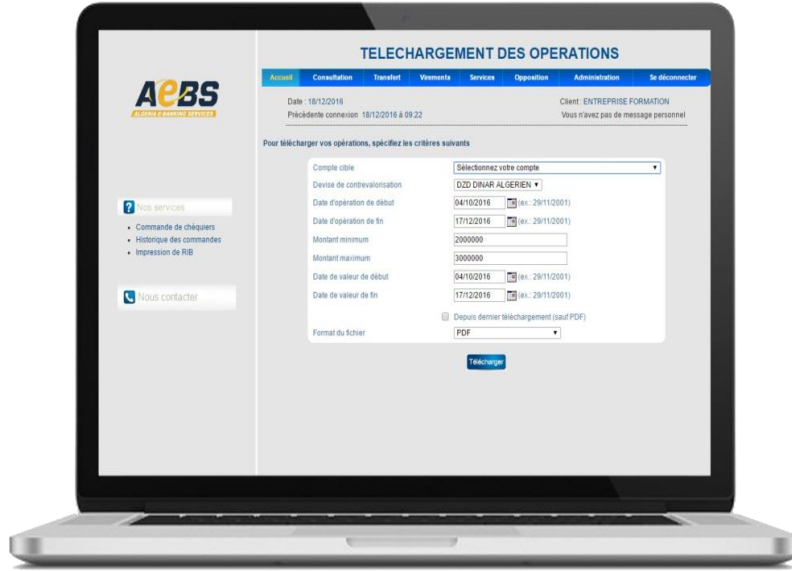 TELECHARGEMENT DES OPERATIONS
AeBS
ALGERIA E-BANKING SERVICES
Accueil Consultation Transfert Virements Services Opposition Administration Se déconnecter
Date : 18/12/2016 Client : ENTREPRISE FORMATION
Précédente connexion 18/12/2016 à 09:22 Vous n'avez pas de message personnel
Pour télécharger vos opérations, spécifiez les critères suivants
Compte cible Sélectionnez votre compte
Devise de contrevalorisation DZD DINAR ALGERIEN
Date d'opération de début 04/10/2016 (ex.: 29/11/2001)
Date d'opération de fin 17/12/2016 (ex.: 29/11/2001)
Montant minimum 2000000
Montant maximum 3000000
Date de valeur de début 04/10/2016 (ex.: 29/11/2001)
Date de valeur de fin 17/12/2016 (ex.: 29/11/2001)
Depuis dernier téléchargement (sauf PDF)
Format du fichier PDF
Télécharger
? Nos services
• Commande de chéquiers
• Historique des commandes
• Impression de RIB
Nous contacter